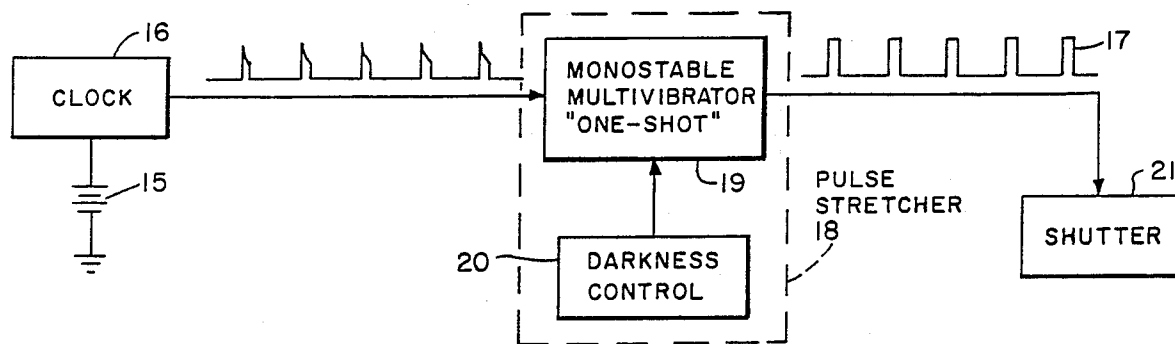 16
CLOCK
15
MONOSTABLE
MULTIVIBRATOR
"ONE-SHOT"
19
20
DARKNESS
CONTROL
PULSE
STRETCHER
18
17
21
SHUTTER